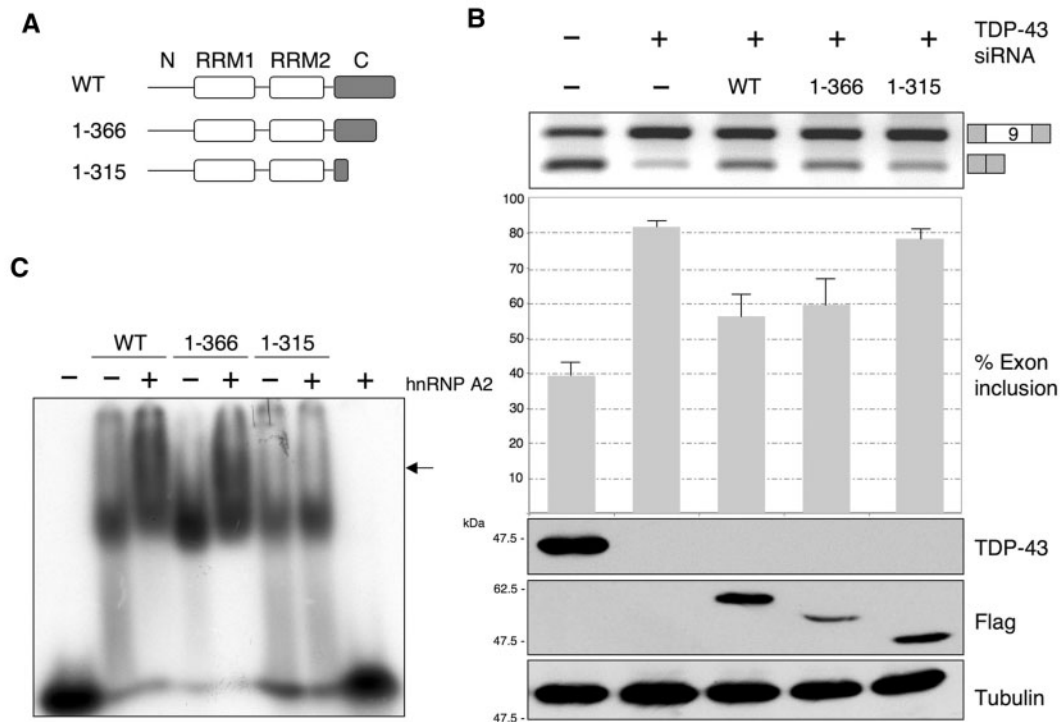 A
N RRM1 RRM2 C
WT
1-366
1-315
B
− + + + + TDP-43 siRNA
− − WT 1-366 1-315
9
100
90
80
70
60
50
40
30
20
10
% Exon inclusion
kDa
47.5 -
TDP-43
62.5 -
47.5 -
Flag
47.5 -
Tubulin
C
WT 1-366 1-315
− − + − + − + + hnRNP A2